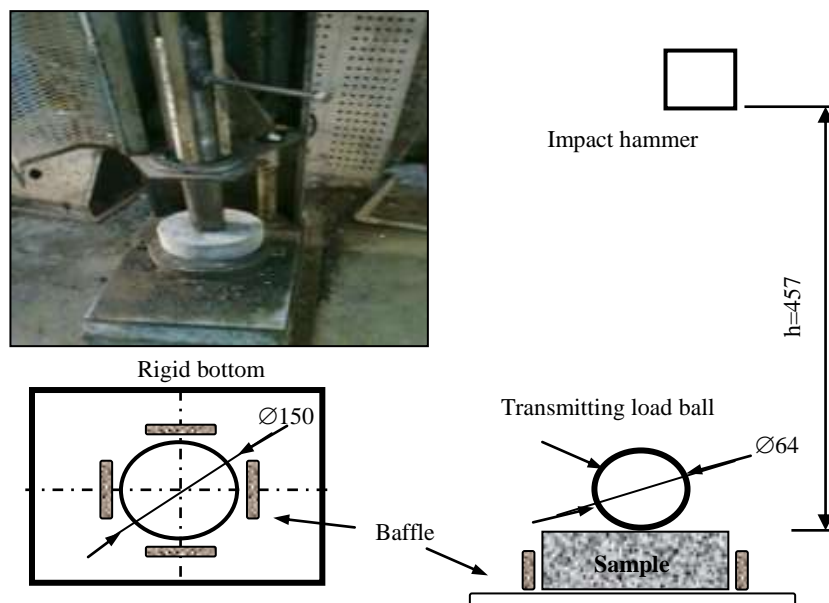 Impact hammer
h=457
Rigid bottom
∅150
Transmitting load ball
∅64
Baffle
Sample